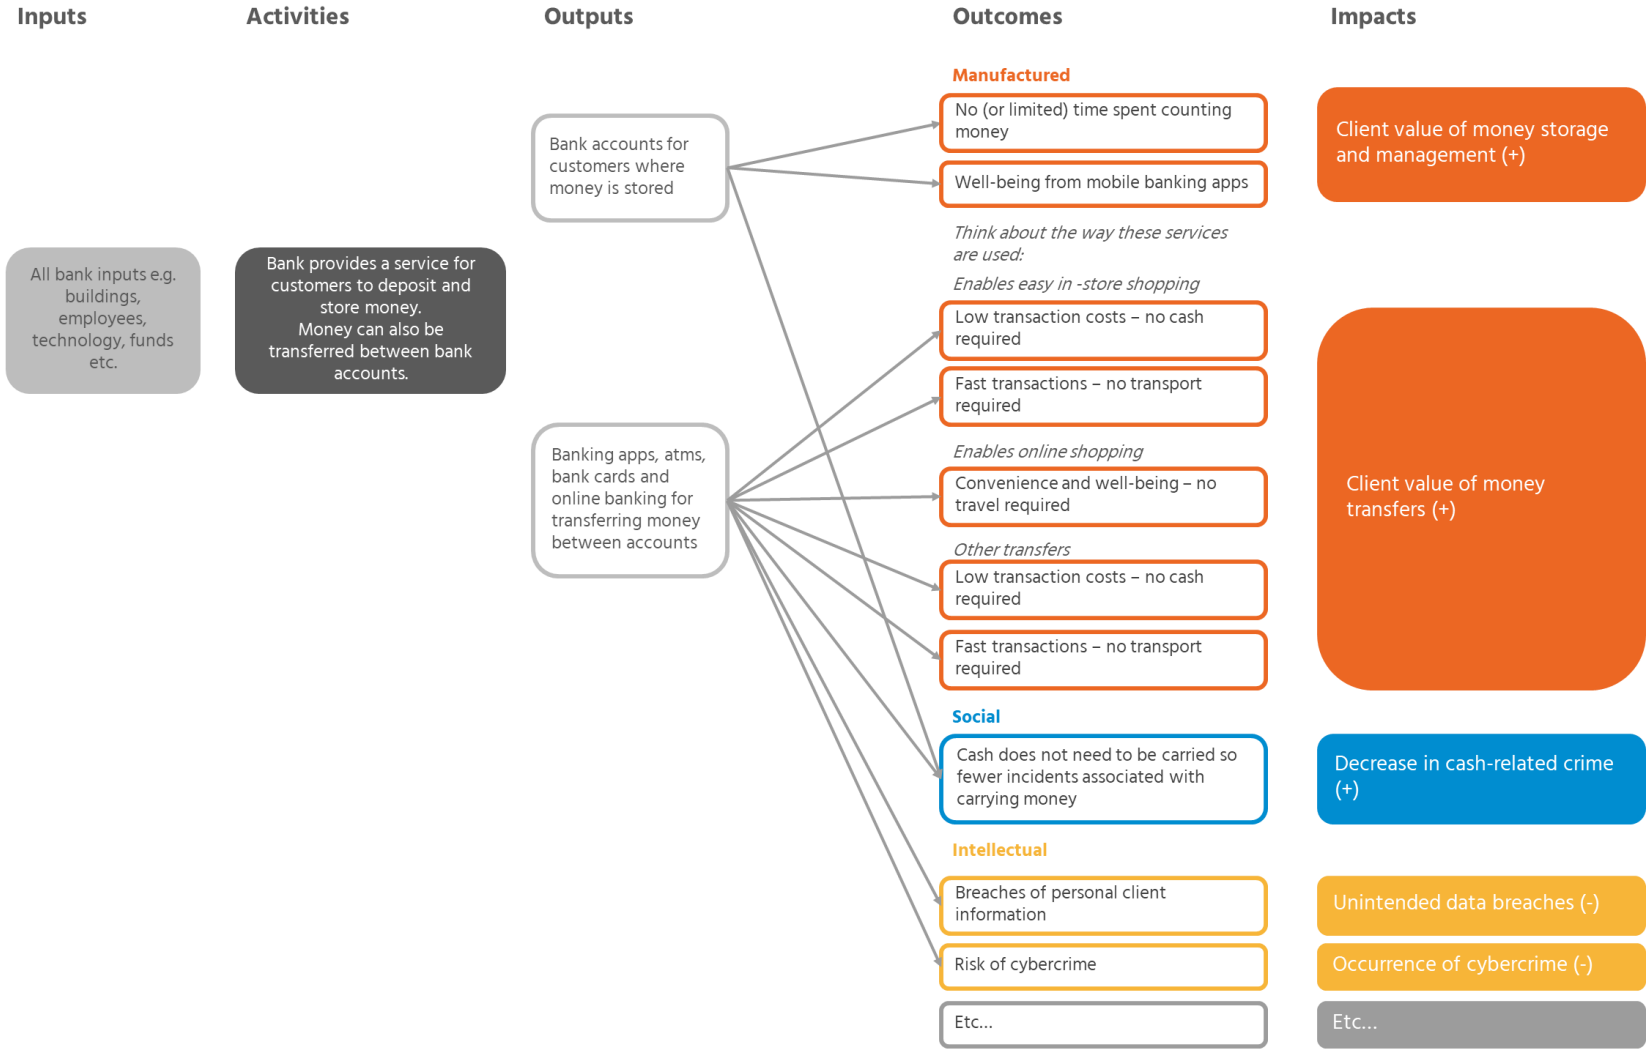 Inputs
Activities
Outputs
Outcomes
Impacts
All bank inputs e.g.
buildings,
employees,
technology, funds
etc.
Bank provides a service for
customers to deposit and
store money.
Money can also be
transferred between bank
accounts.
Bank accounts for
customers where
money is stored
Banking apps, atms,
bank cards and
online banking for
transferring money
between accounts
Manufactured
No (or limited) time spent counting
money
Well-being from mobile banking apps
Think about the way these services
are used:
Enables easy in -store shopping
Low transaction costs – no cash
required
Fast transactions – no transport
required
Enables online shopping
Convenience and well-being – no
travel required
Other transfers
Low transaction costs – no cash
required
Fast transactions – no transport
required
Social
Cash does not need to be carried so
fewer incidents associated with
carrying money
Intellectual
Breaches of personal client
information
Risk of cybercrime
Etc...
Client value of money storage
and management (+)
Client value of money
transfers (+)
Decrease in cash-related crime
(+)
Unintended data breaches (-)
Occurrence of cybercrime (-)
Etc...